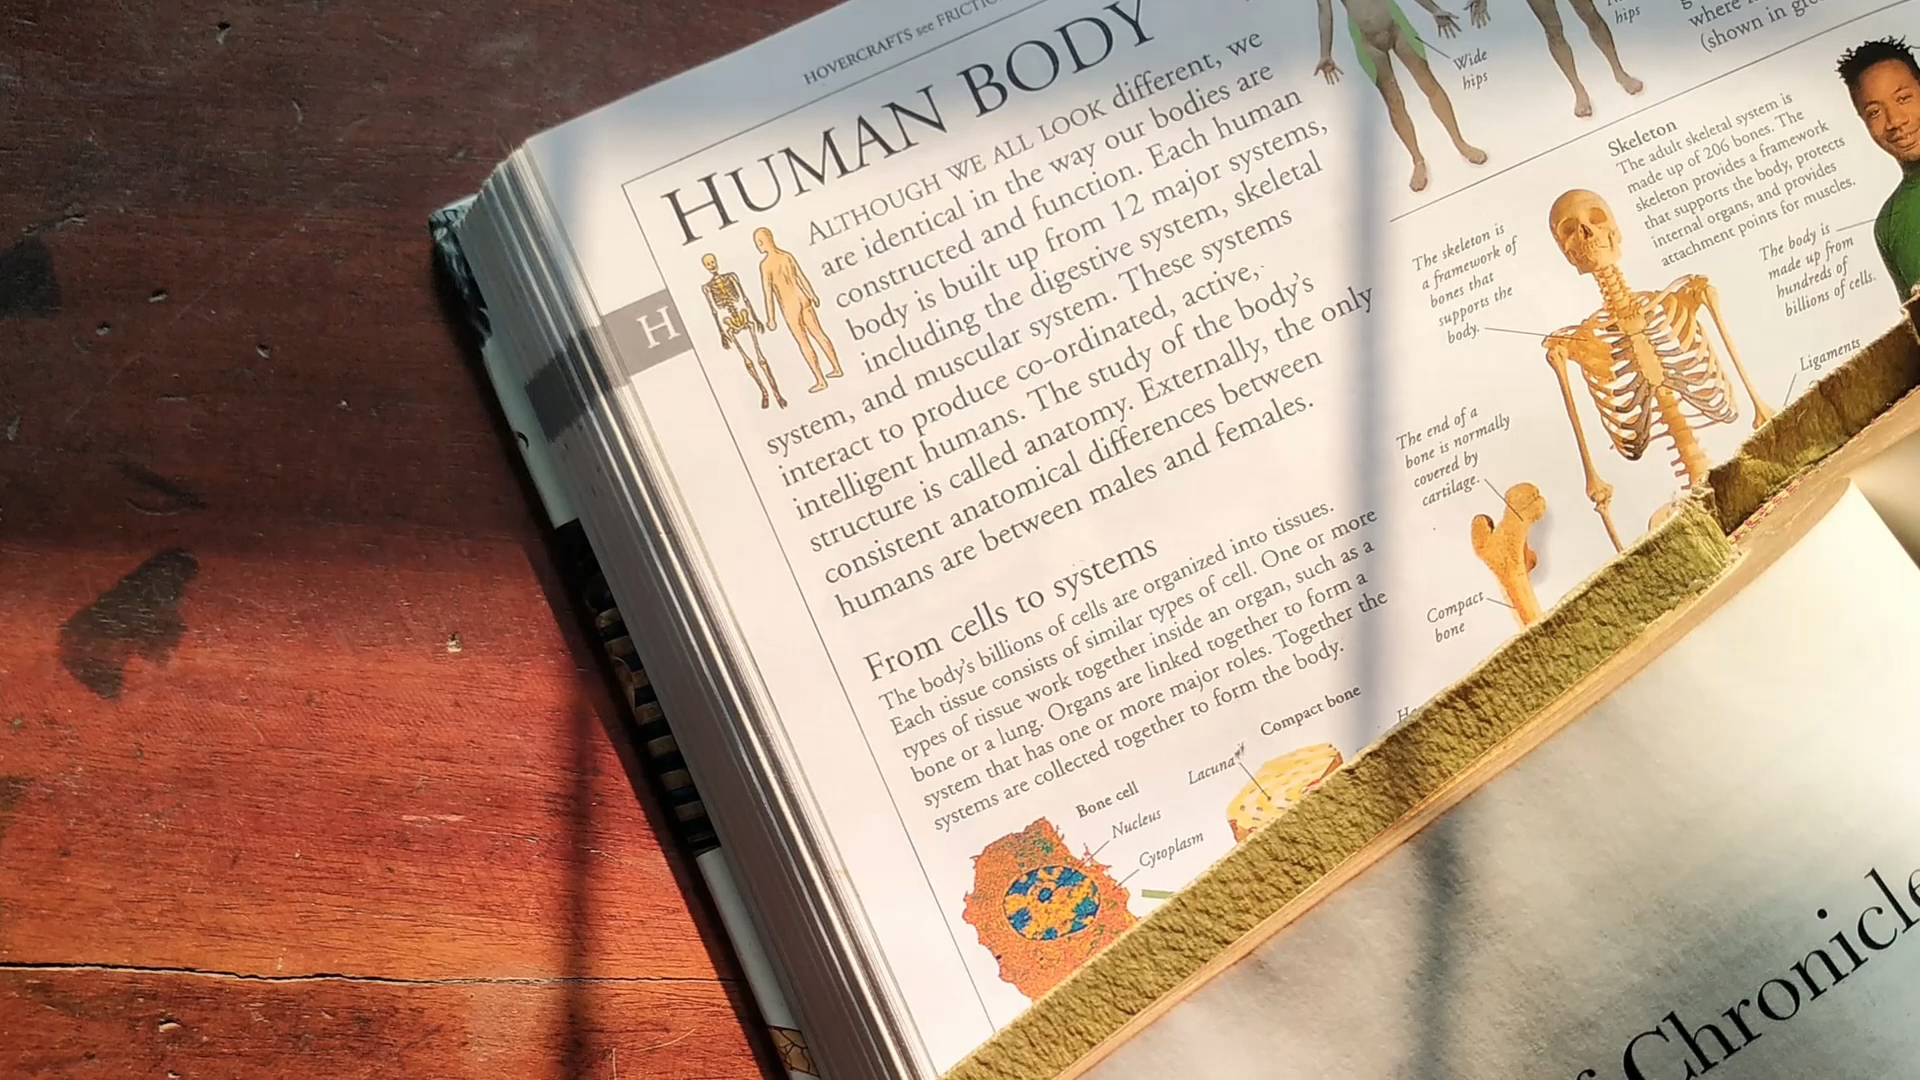 HOVERCRAFTS see
HUMAN BODY
ALTHOUGH WE ALL LOOK different, we
are identical in the way our bodies are
constructed and function. Each human
body is built up from 12 major systems,
including the digestive system, skeletal
system, and muscular system. These systems
interact to produce co-ordinated, active,
intelligent humans. The study of the body's
structure is called anatomy. Externally, the only
consistent anatomical differences between
humans are between males and females.
H
From cells to systems
The body's billions of cells are organized into tissues.
Each tissue consists of similar types of cell. One or more
types of tissue work together inside an organ, such as a
bone or a lung. Organs are linked together to form a
system that has one or more major roles. Together the
systems are collected together to form the body.
Bone cell
Nucleus
Cytoplasm
Lacuna
Compact bone
Wide
hips
hips
where
(shown in
Skeleton
The adult skeletal system is
made up of 206 bones. The
skeleton provides a framework
that supports the body, protects
internal organs, and provides
attachment points for muscles.
The skeleton is
a framework of
bones that
supports the
body.
The body is
made up from
hundreds of
billions of cells.
Ligaments
The end of a
bone is normally
covered by
cartilage.
Compact
bone
Chronicle